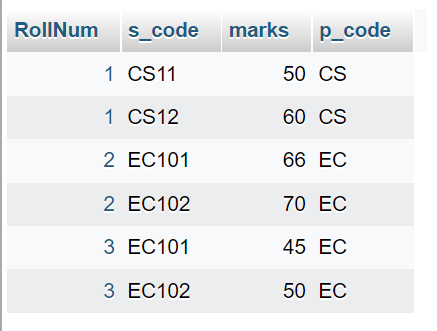 RollNum s_code marks p_code
1 CS11 50 CS
1 CS12 60 CS
2 EC101 66 EC
2 EC102 70 EC
3 EC101 45 EC
3 EC102 50 EC